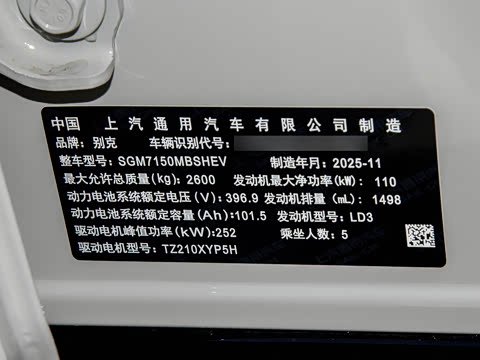 中国 上汽通用汽车有限公司制造
品牌：别克 车辆识别代号：
整车型号：SGM7150MBSHEV 制造年月：2025-11
最大允许总质量(kg)：2600 发动机最大净功率(kW)：110
动力电池系统额定电压(V)：396.9 发动机排量(mL)：1498
动力电池系统额定容量(Ah)：101.5 发动机型号：LD3
驱动电机峰值功率(kW)：252 乘坐人数：5
驱动电机型号：TZ210XYP5H